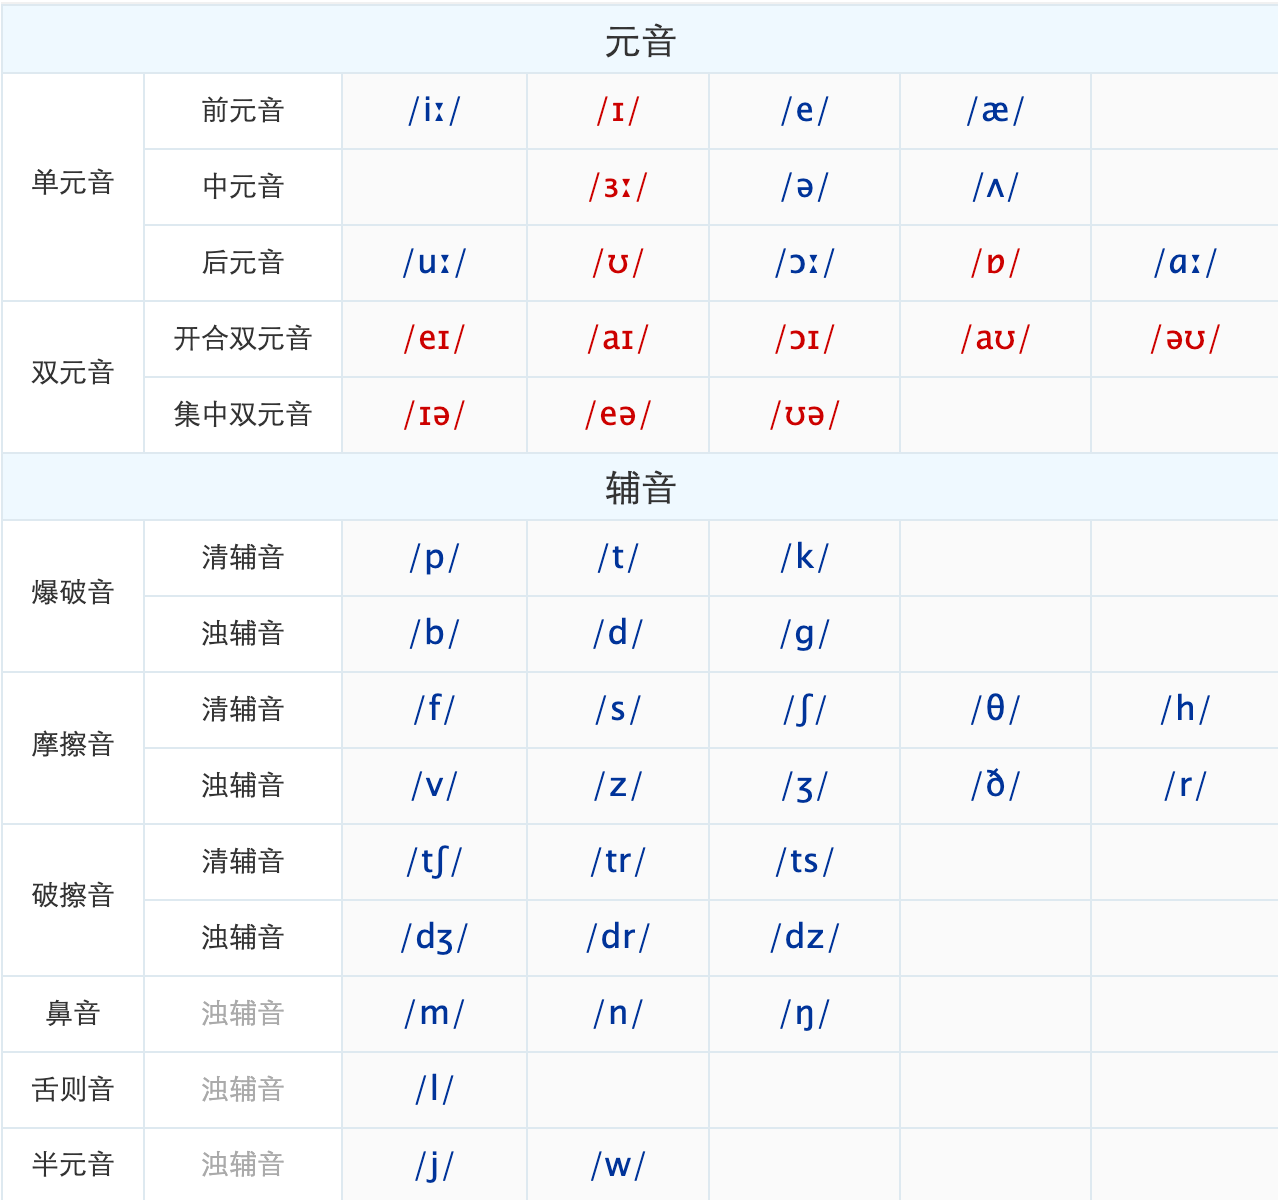 元音
单元音 前元音 /iː/ /ɪ/ /e/ /æ/
中元音 /ɜː/ /ə/ /ʌ/
后元音 /uː/ /ʊ/ /ɔː/ /ɒ/ /ɑː/
双元音 开合双元音 /eɪ/ /aɪ/ /ɔɪ/ /aʊ/ /əʊ/
集中双元音 /ɪə/ /eə/ /ʊə/
辅音
爆破音 清辅音 /p/ /t/ /k/
浊辅音 /b/ /d/ /g/
摩擦音 清辅音 /f/ /s/ /ʃ/ /θ/ /h/
浊辅音 /v/ /z/ /ʒ/ /ð/ /r/
破擦音 清辅音 /tʃ/ /tr/ /ts/
浊辅音 /dʒ/ /dr/ /dz/
鼻音 浊辅音 /m/ /n/ /ŋ/
舌则音 浊辅音 /l/
半元音 浊辅音 /j/ /w/